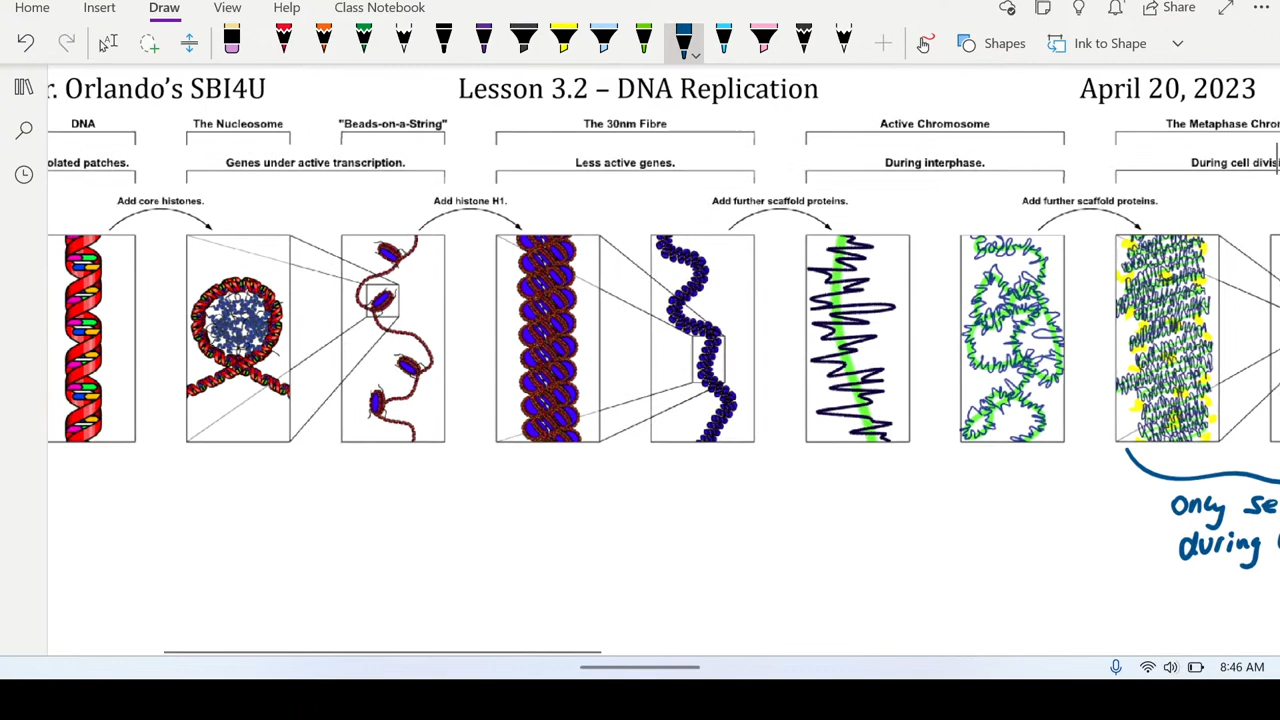 Home Insert Draw View Help Class Notebook
Share
Shapes Ink to Shape
r. Orlando's SBI4U Lesson 3.2 – DNA Replication April 20, 2023
DNA The Nucleosome "Beads-on-a-String" The 30nm Fibre Active Chromosome The Metaphase Chro
olated patches. Genes under active transcription. Less active genes. During interphase. During cell divis
Add core histones. Add histone H1. Add further scaffold proteins. Add further scaffold proteins.
only se
during
8:46 AM